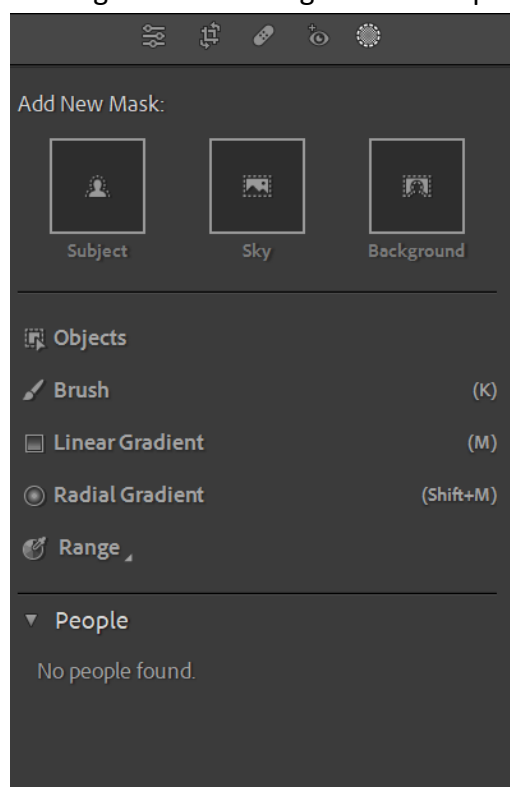 Add New Mask:
Subject Sky Background
Objects
Brush (K)
Linear Gradient (M)
Radial Gradient (Shift+M)
Range
People
No people found.